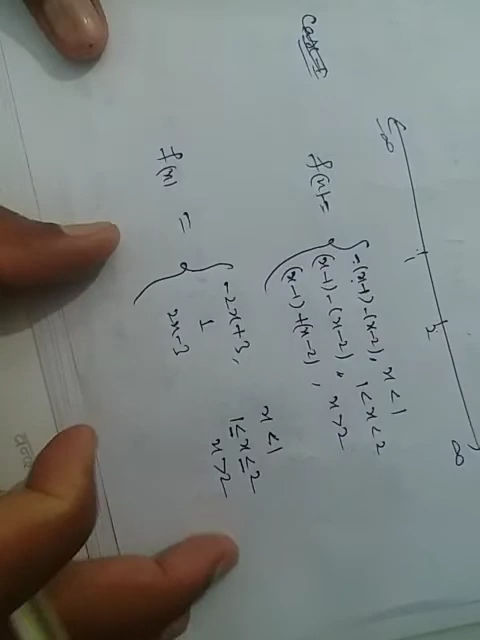 Case-I
-∞ 1 2 ∞
f(x) = { -(x-1)-(x-2), x < 1
(x-1)-(x-2), 1 < x < 2
(x-1)+(x-2), x > 2
f(x) = { -2x+3, x < 1
1 1 ≤ x ≤ 2
2x-3 x > 2